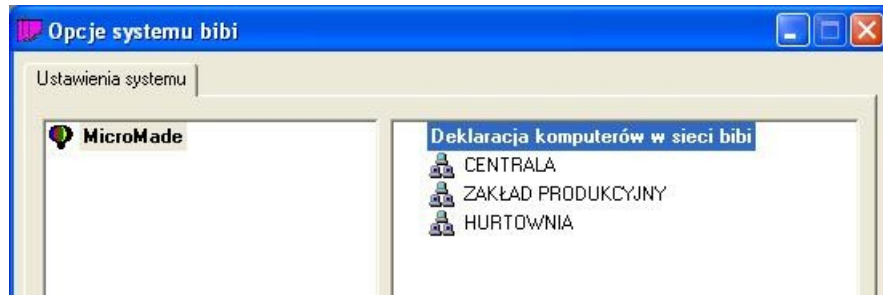 Opcje systemu bibi
Ustawienia systemu
MicroMade
Deklaracja komputerów w sieci bibi
CENTRALA
ZAKŁAD PRODUKCYJNY
HURTOWNIA